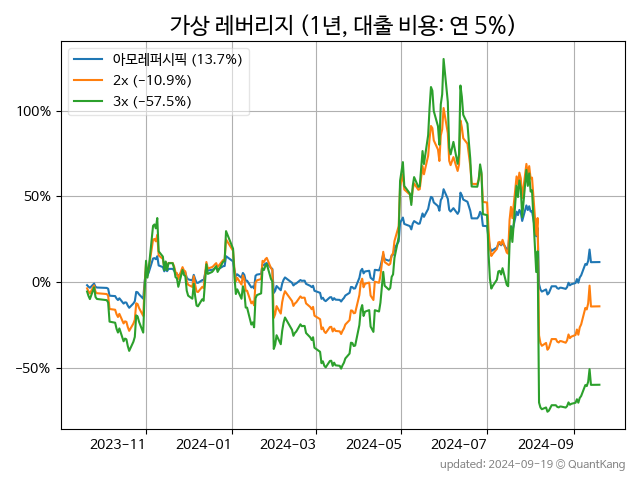 가상 레버리지 (1년, 대출 비용: 연 5%)
아모레퍼시픽 (13.7%)
2x (−10.9%)
3x (−57.5%)
100%
50%
0%
−50%
2023-11 2024-01 2024-03 2024-05 2024-07 2024-09
updated: 2024-09-19 © QuantKang